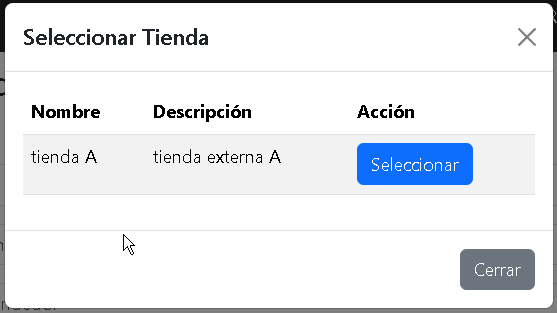 Seleccionar Tienda
Nombre Descripción Acción
tienda A tienda externa A Seleccionar
Cerrar